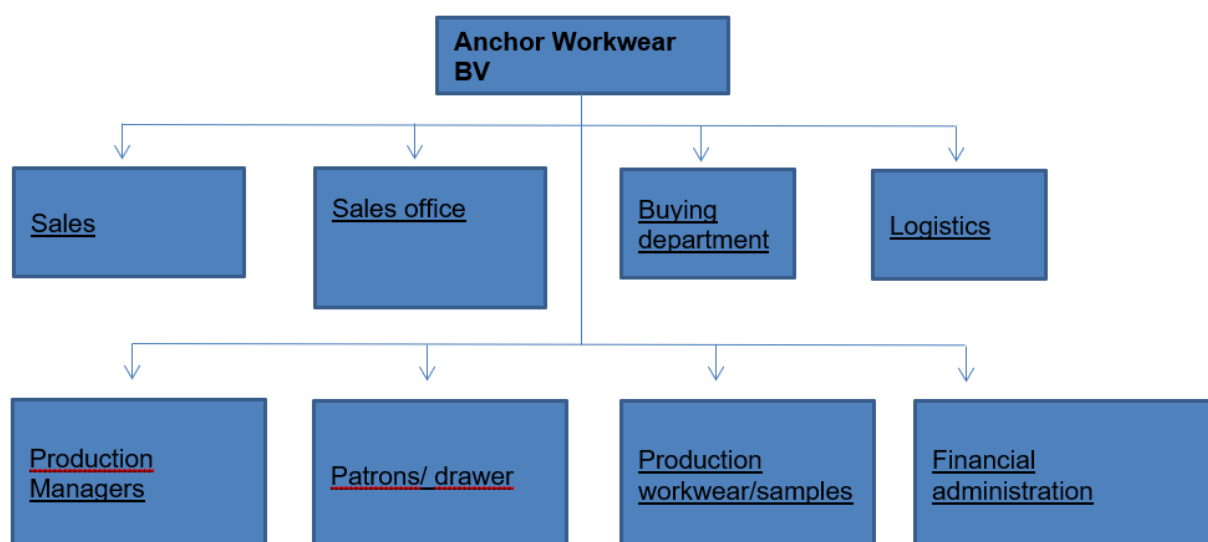 Anchor Workwear
BV
Sales
Sales office
Buying
department
Logistics
Production
Managers
Patrons/ drawer
Production
workwear/samples
Financial
administration